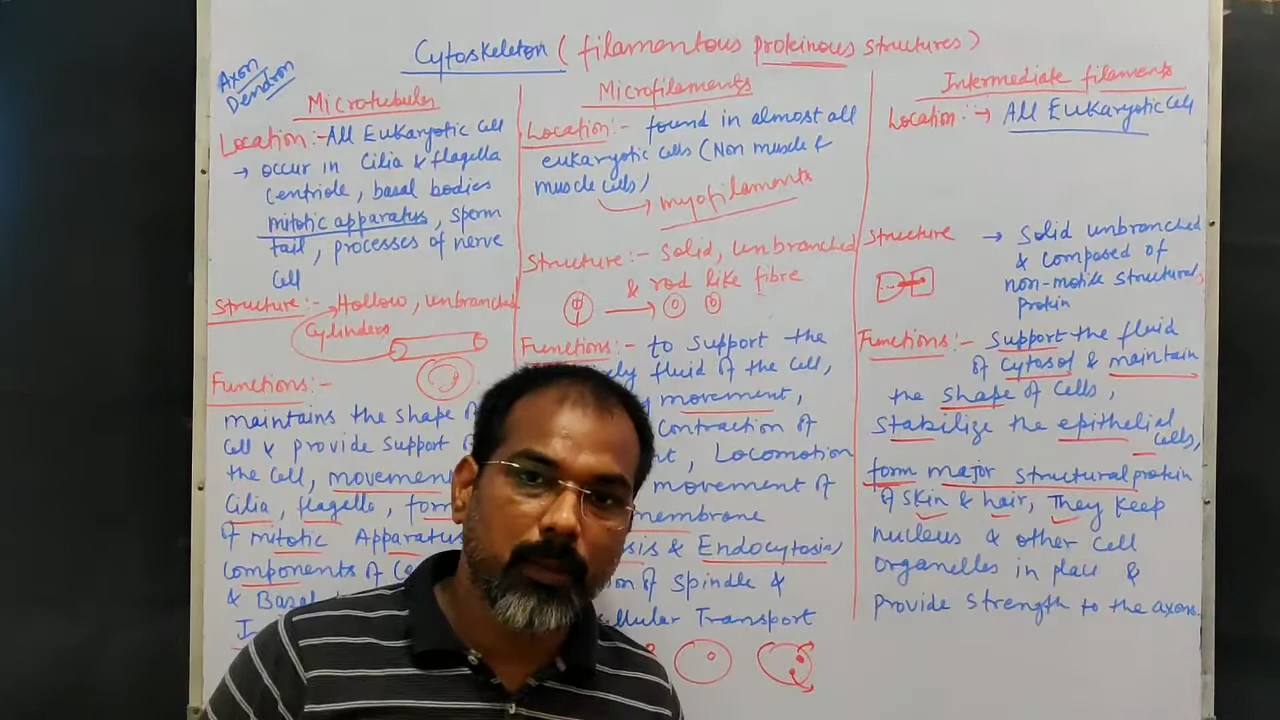 Cytoskeleton (filamentous proteinous structures)
Axon
Dendron
Microtubules
Location:- All Eukaryotic Cell
→ occur in Cilia & flagella
Centriole, basal bodies
mitotic apparatus, sperm
tail, processes of nerve
cell
Structure:- Hollow, unbranched
Cylinders
Functions:-
maintains the shape of
cell & provide support
the cell, movemen
Cilia, flagella, form
of mitotic Apparatus
components of Ce
& Basal
Microfilaments
Location:- found in almost all
eukaryotic cells (Non muscle &
muscle cells)
→ myofilaments
Structure:- Solid, unbranched
& rod like fibre
Functions:- to support the
ly fluid of the cell,
movement,
contraction of
Locomotion
movement of
membrane
sis & Endocytosis,
on of Spindle &
llular Transport
Intermediate filaments
Location:- → All Eukaryotic Cell
Structure → Solid unbranched
& composed of
non-motile structural
protein
Functions:- Support the fluid
of cytosol & maintain
the shape of cells,
Stabilize the epithelial
cells,
form major structural protein
of skin & hair, They keep
nucleus & other cell
organelles in place &
provide strength to the axons.